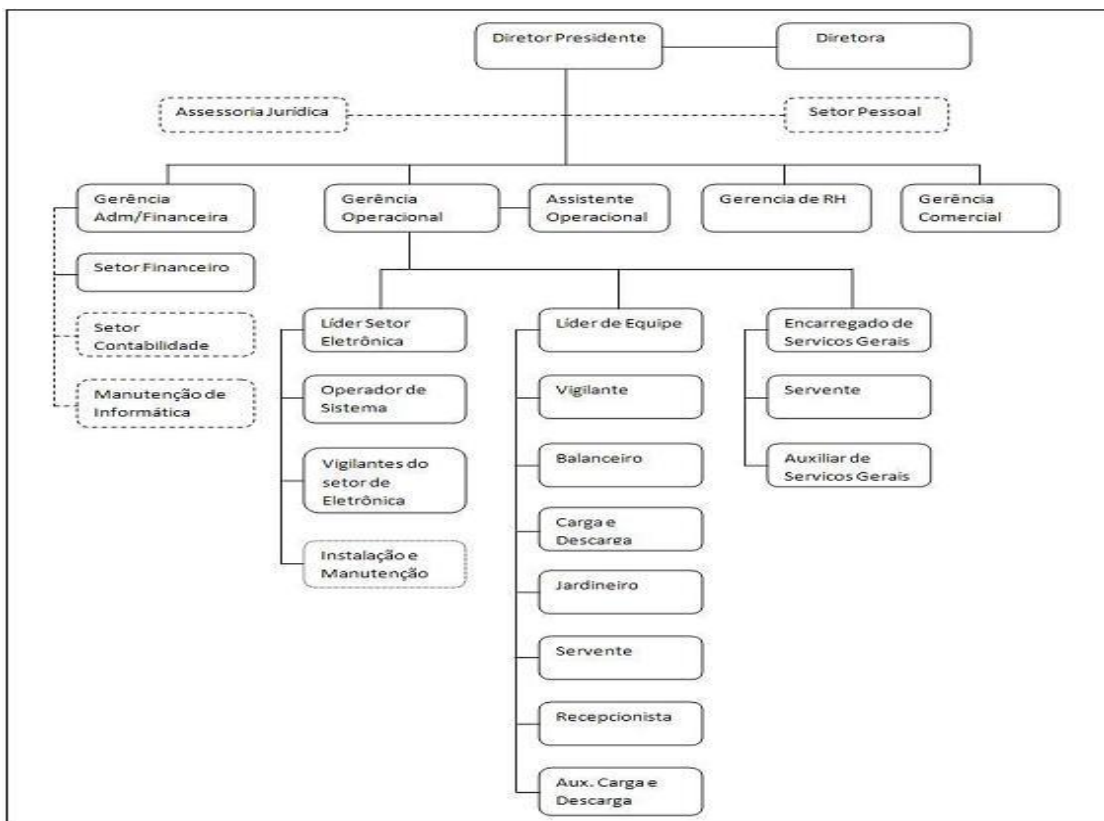 Diretor Presidente
Diretora
Assessoria Jurídica
Setor Pessoal
Gerência
Adm/Financeira
Gerência
Operacional
Assistente
Operacional
Gerencia de RH
Gerência
Comercial
Setor Financeiro
Setor
Contabilidade
Manutenção de
Informática
Líder Setor
Eletrônica
Operador de
Sistema
Vigilantes do
setor de
Eletrônica
Instalação e
Manutenção
Líder de Equipe
Vigilante
Balanceiro
Carga e
Descarga
Jardineiro
Servente
Recepcionista
Aux. Carga e
Descarga
Encarregado de
Servicos Gerais
Servente
Auxiliar de
Servicos Gerais